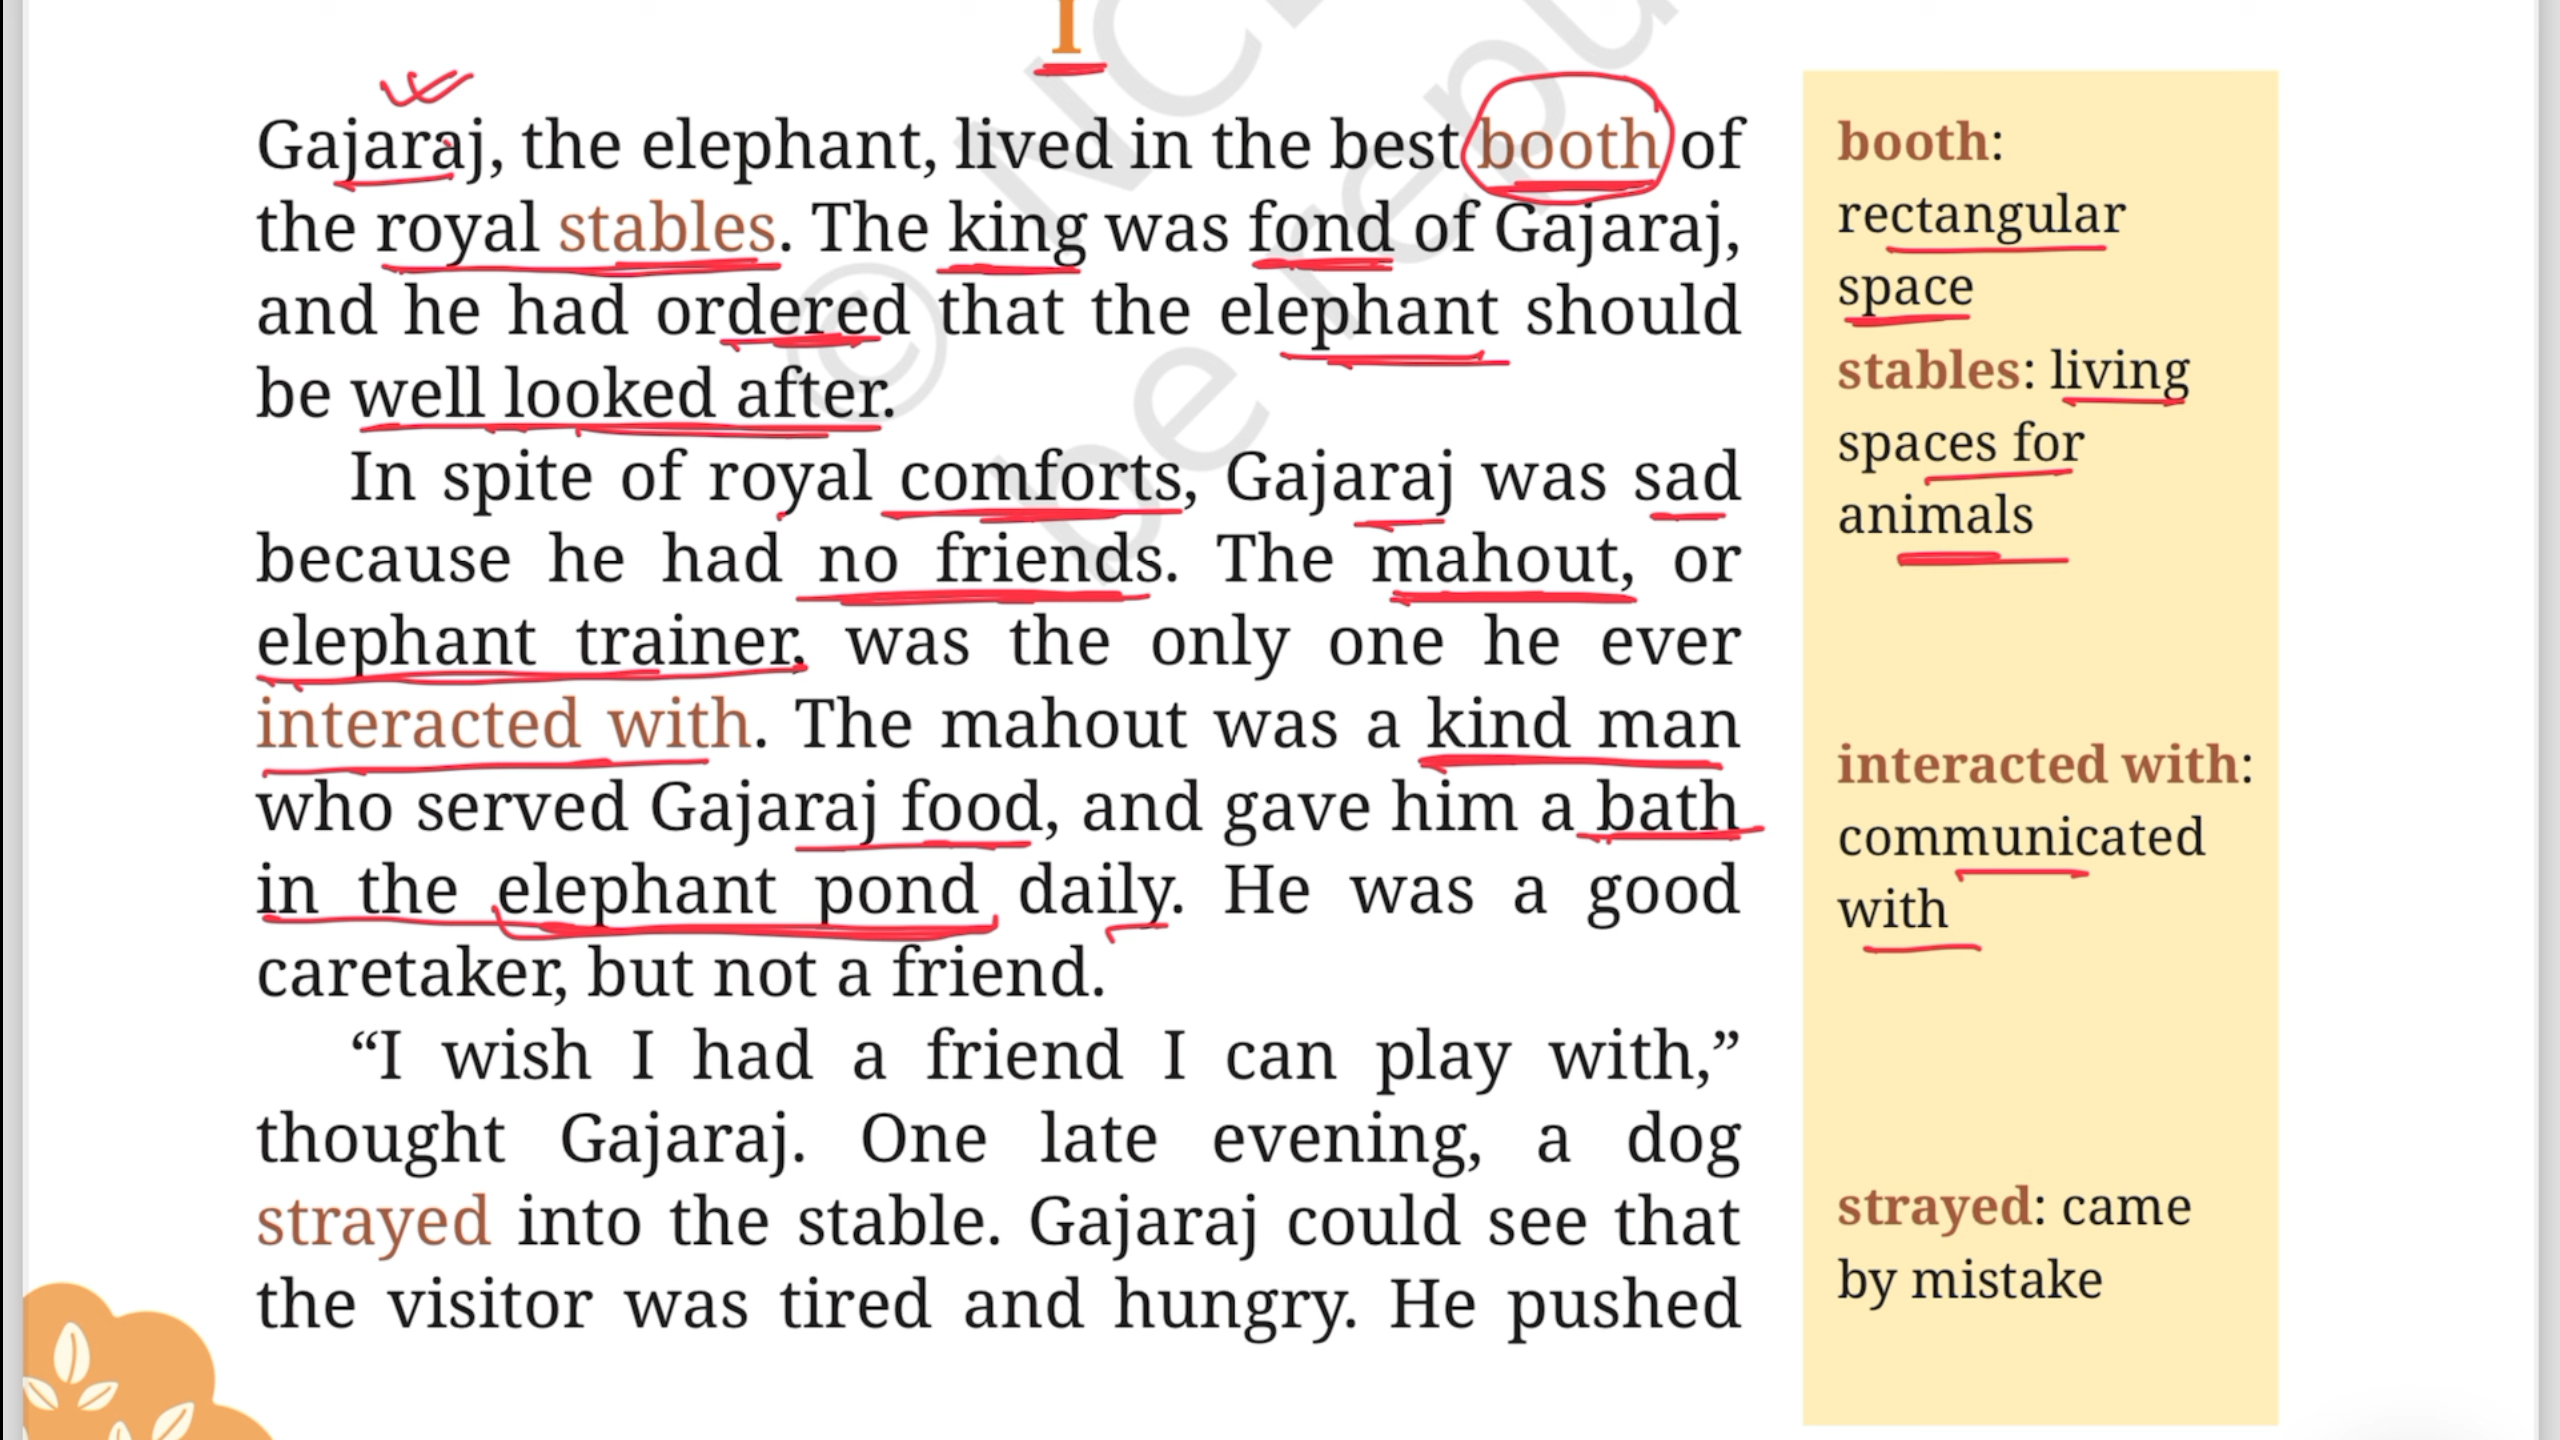 I
Gajaraj, the elephant, lived in the best booth of
the royal stables. The king was fond of Gajaraj,
and he had ordered that the elephant should
be well looked after.
In spite of royal comforts, Gajaraj was sad
because he had no friends. The mahout, or
elephant trainer, was the only one he ever
interacted with. The mahout was a kind man
who served Gajaraj food, and gave him a bath
in the elephant pond daily. He was a good
caretaker, but not a friend.
“I wish I had a friend I can play with,”
thought Gajaraj. One late evening, a dog
strayed into the stable. Gajaraj could see that
the visitor was tired and hungry. He pushed
booth:
rectangular
space
stables: living
spaces for
animals
interacted with:
communicated
with
strayed: came
by mistake
© NC
be repu